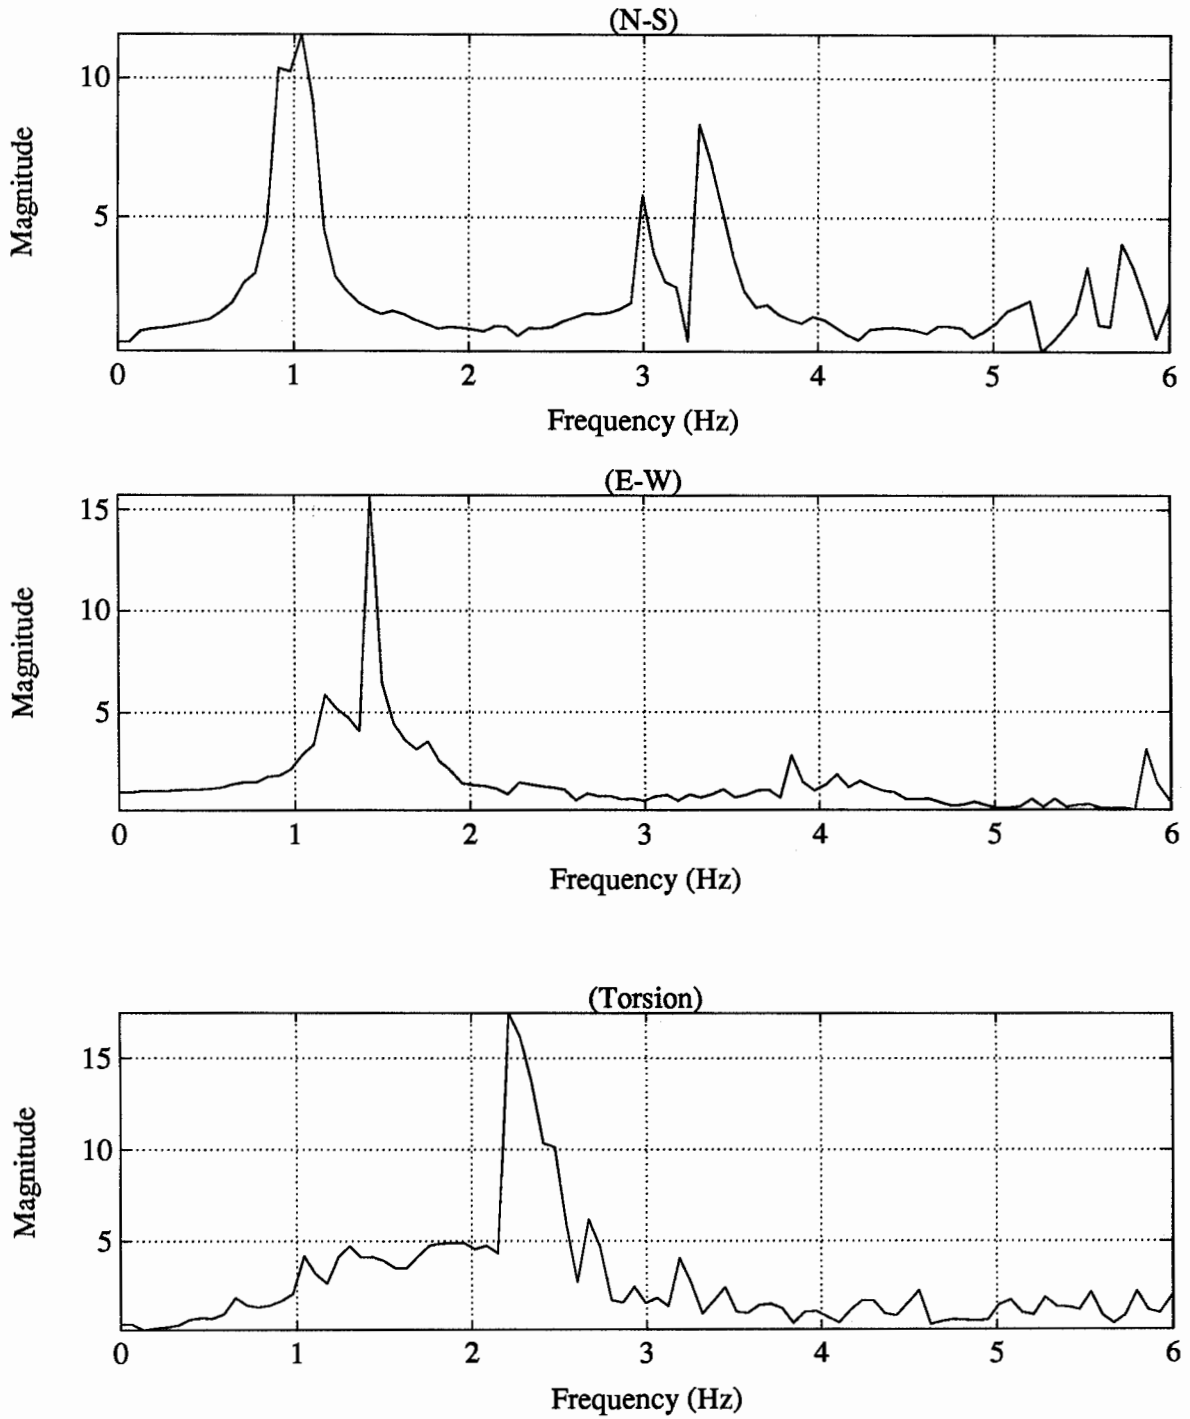 (N-S)
10
5
Magnitude
0 1 2 3 4 5 6
Frequency (Hz)
(E-W)
15
10
5
Magnitude
0 1 2 3 4 5 6
Frequency (Hz)
(Torsion)
15
10
5
Magnitude
0 1 2 3 4 5 6
Frequency (Hz)